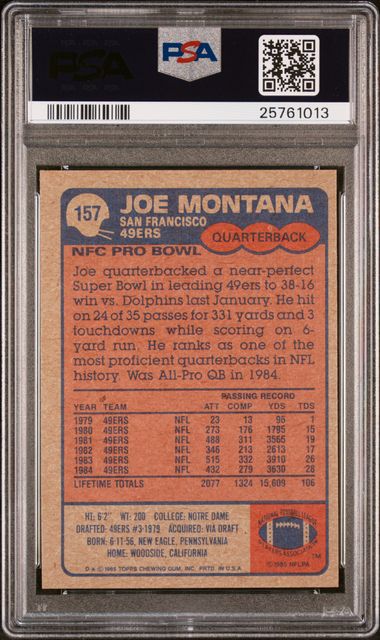 PSA
PSA
25761013
157
JOE MONTANA
SAN FRANCISCO
49ERS
QUARTERBACK
NFC PRO BOWL
Joe quarterbacked a near-perfect
Super Bowl in leading 49ers to 38-16
win vs. Dolphins last January. He hit
on 24 of 35 passes for 331 yards and 3
touchdowns while scoring on 6-
yard run. He ranks as one of the
most proficient quarterbacks in NFL
history. Was All-Pro QB in 1984.
PASSING RECORD
YEAR TEAM ATT COMP YDS TDS
1979 49ERS NFL 23 13 96 1
1980 49ERS NFL 273 176 1795 15
1981 49ERS NFL 488 311 3565 19
1982 49ERS NFL 346 213 2613 17
1983 49ERS NFL 515 332 3910 26
1984 49ERS NFL 432 279 3630 28
LIFETIME TOTALS 2077 1324 15,609 106
HT: 6'2" WT: 200 COLLEGE: NOTRE DAME
DRAFTED: 49ERS #3-1979 ACQUIRED: VIA DRAFT
BORN: 6-11-56, NEW EAGLE, PENNSYLVANIA
HOME: WOODSIDE, CALIFORNIA
NATIONAL FOOTBALL LEAGUE
PLAYERS ASSOCIATION
TM
© 1985 NFLPA
D★ © 1985 TOPPS CHEWING GUM, INC. PRTD. IN U.S.A.